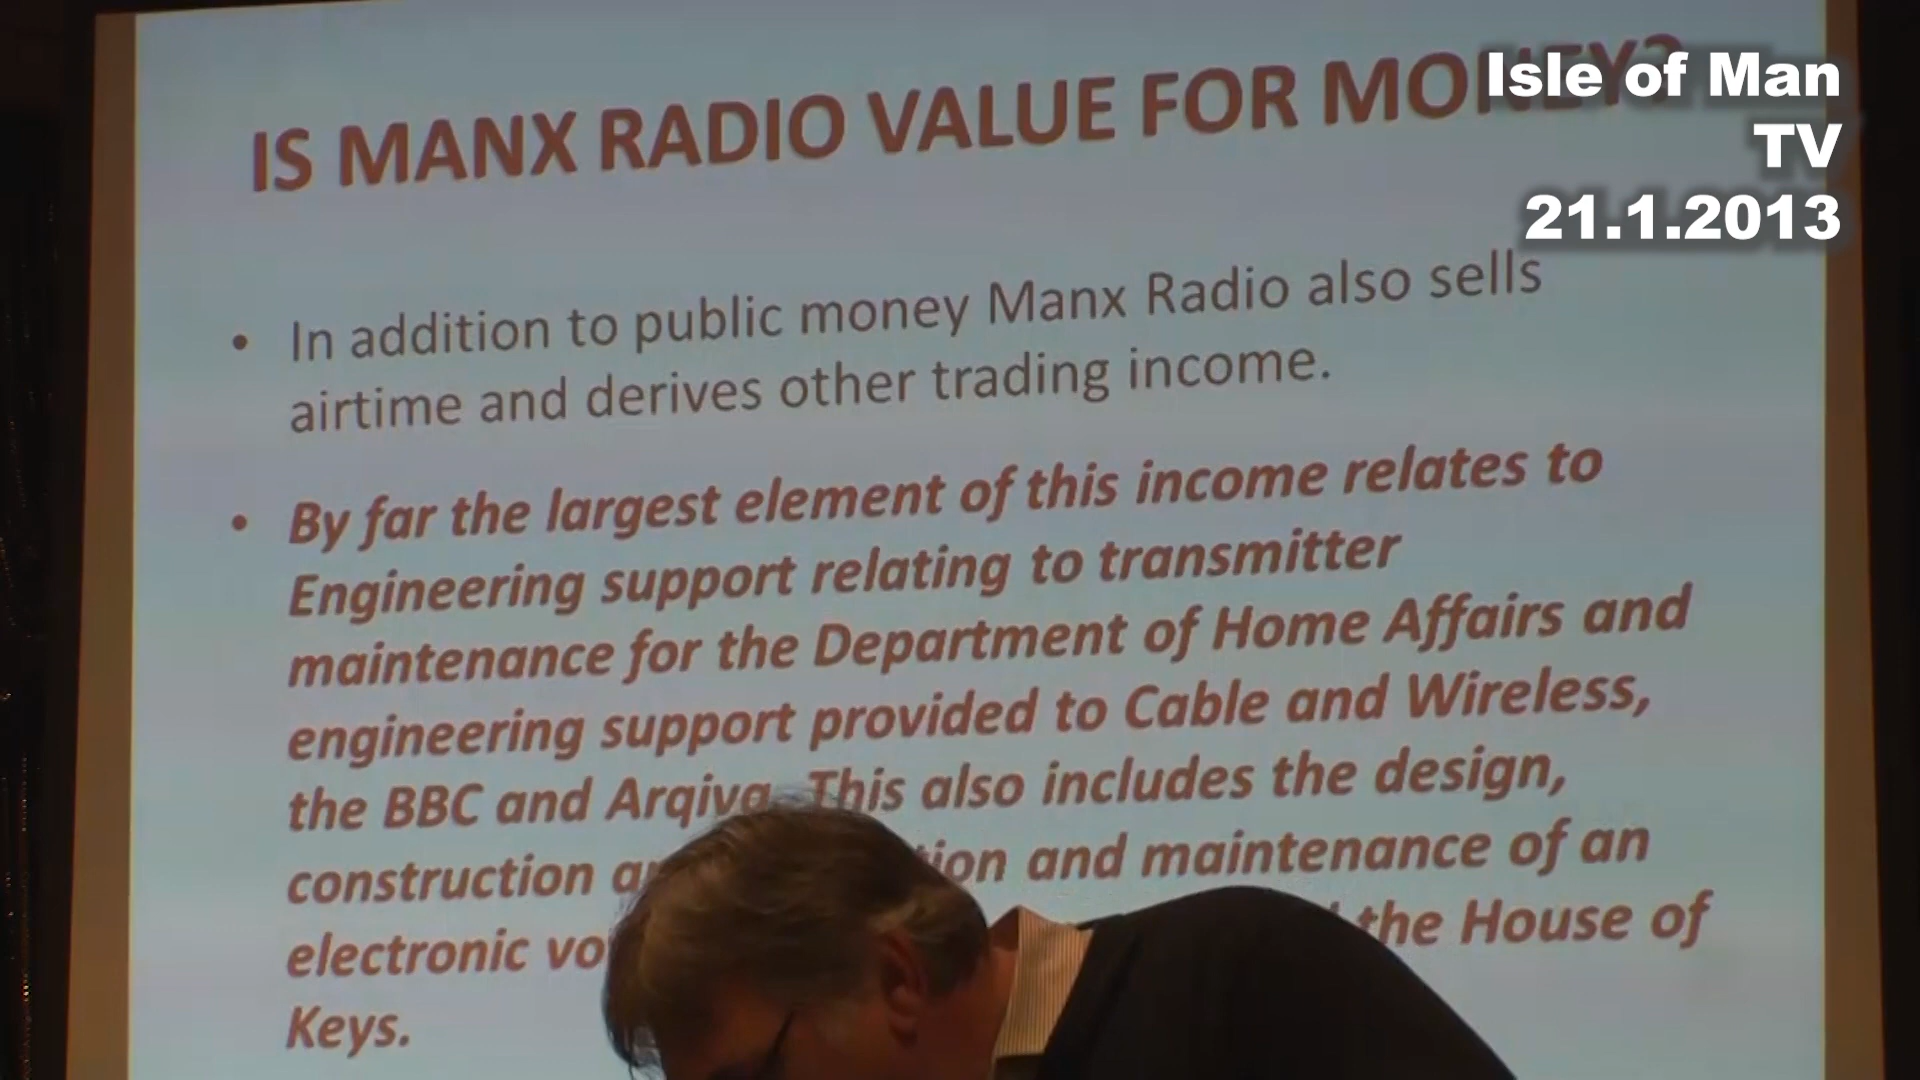 IS MANX RADIO VALUE FOR MONEY?
Isle of Man
TV
21.1.2013
• In addition to public money Manx Radio also sells
airtime and derives other trading income.
• By far the largest element of this income relates to
Engineering support relating to transmitter
maintenance for the Department of Home Affairs and
engineering support provided to Cable and Wireless,
the BBC and Arqiva. This also includes the design,
construction and maintenance of an
electronic the House of
Keys.